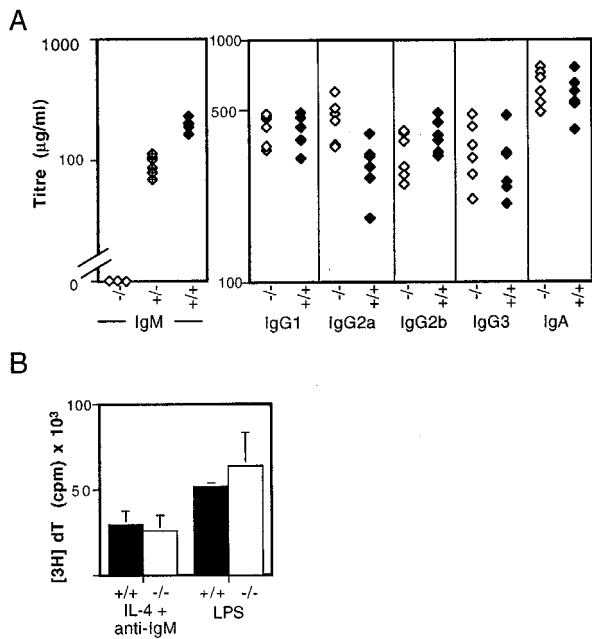 A
Titre (µg/ml)
1000
100
0
-/-
+/-
+/+
IgM
1000
500
100
-/-
+/+
-/-
+/+
-/-
+/+
-/-
+/+
-/-
+/+
IgG1
IgG2a
IgG2b
IgG3
IgA
B
[3H] dT (cpm) x 10³
100
50
+/+ -/-
+/+ -/-
IL-4 +
anti-IgM
LPS